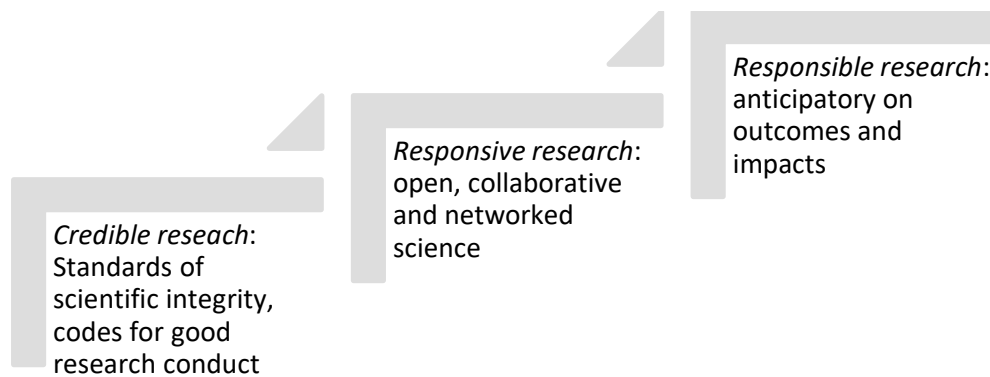 Credible reseach:
Standards of
scientific integrity,
codes for good
research conduct
Responsive research:
open, collaborative
and networked
science
Responsible research:
anticipatory on
outcomes and
impacts